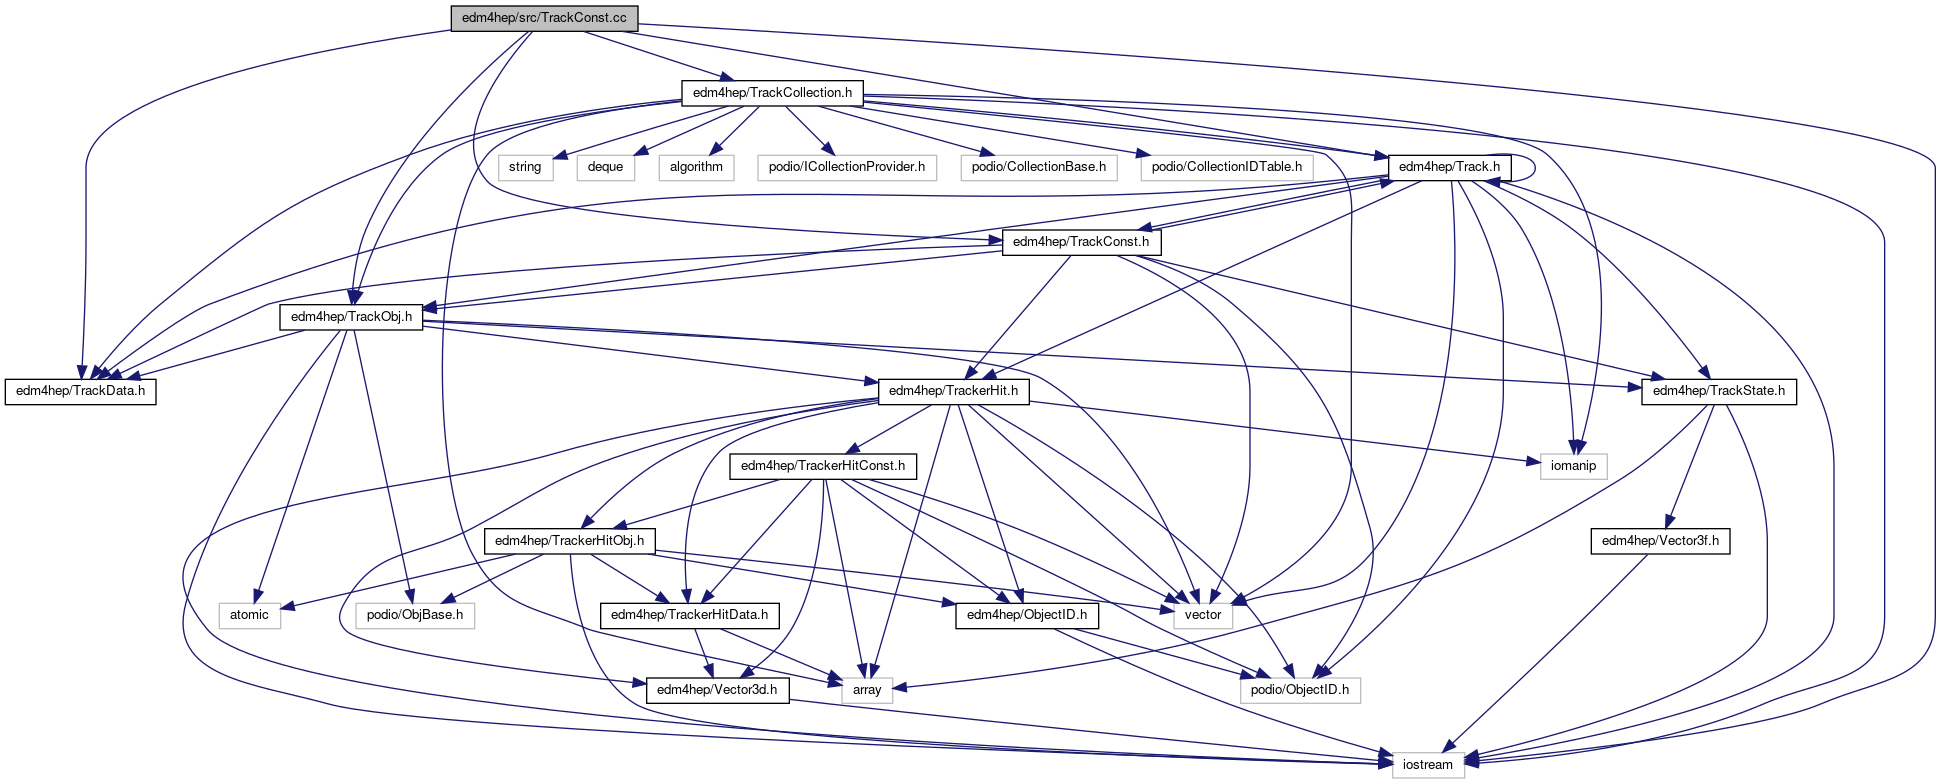 edm4hep/src/TrackConst.cc
edm4hep/TrackCollection.h
string
deque
algorithm
podio/ICollectionProvider.h
podio/CollectionBase.h
podio/CollectionIDTable.h
edm4hep/Track.h
edm4hep/TrackConst.h
edm4hep/TrackObj.h
edm4hep/TrackData.h
edm4hep/TrackerHit.h
edm4hep/TrackState.h
edm4hep/TrackerHitConst.h
iomanip
edm4hep/TrackerHitObj.h
edm4hep/Vector3f.h
atomic
podio/ObjBase.h
edm4hep/TrackerHitData.h
edm4hep/ObjectID.h
vector
edm4hep/Vector3d.h
array
podio/ObjectID.h
iostream